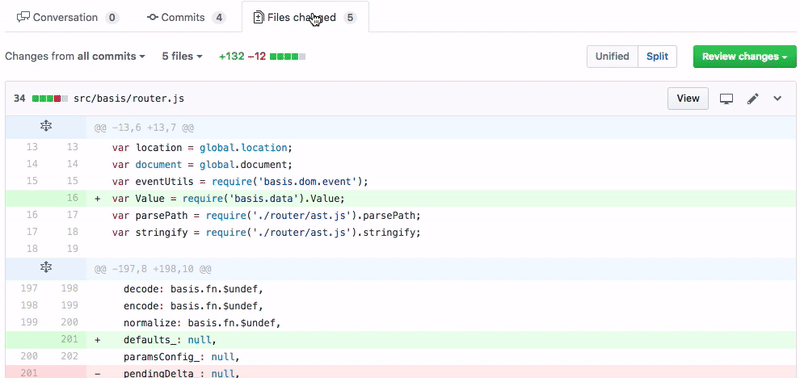 Conversation 0 Commits 4 Files changed 5
Changes from all commits 5 files +132 −12 Unified Split Review changes
34 src/basis/router.js View
@@ -13,6 +13,7 @@
13 13 var location = global.location;
14 14 var document = global.document;
15 15 var eventUtils = require('basis.dom.event');
16 + var Value = require('basis.data').Value;
16 17 var parsePath = require('./router/ast.js').parsePath;
17 18 var stringify = require('./router/ast.js').stringify;
18 19
@@ -197,8 +198,10 @@
197 198 decode: basis.fn.$undef,
198 199 encode: basis.fn.$undef,
199 200 normalize: basis.fn.$undef,
201 + defaults_: null,
200 202 paramsConfig_: null,
201 - pendingDelta_: null,